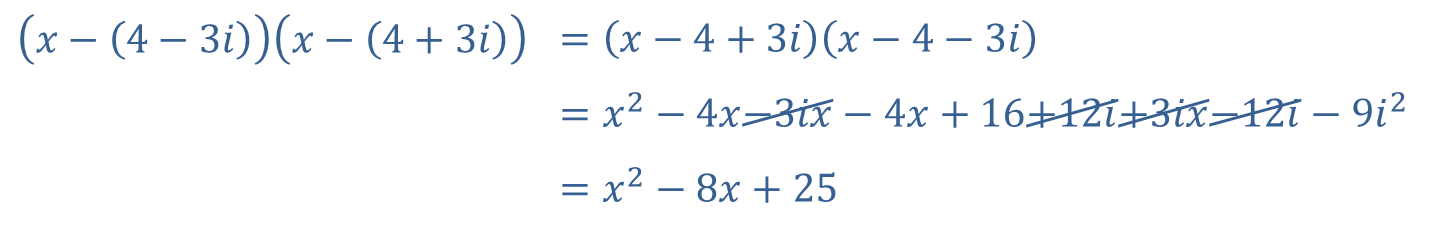 (x − (4 − 3i))(x − (4 + 3i)) = (x − 4 + 3i)(x − 4 − 3i)
= x² − 4x−3ix − 4x + 16+12i+3ix−12i − 9i²
= x² − 8x + 25